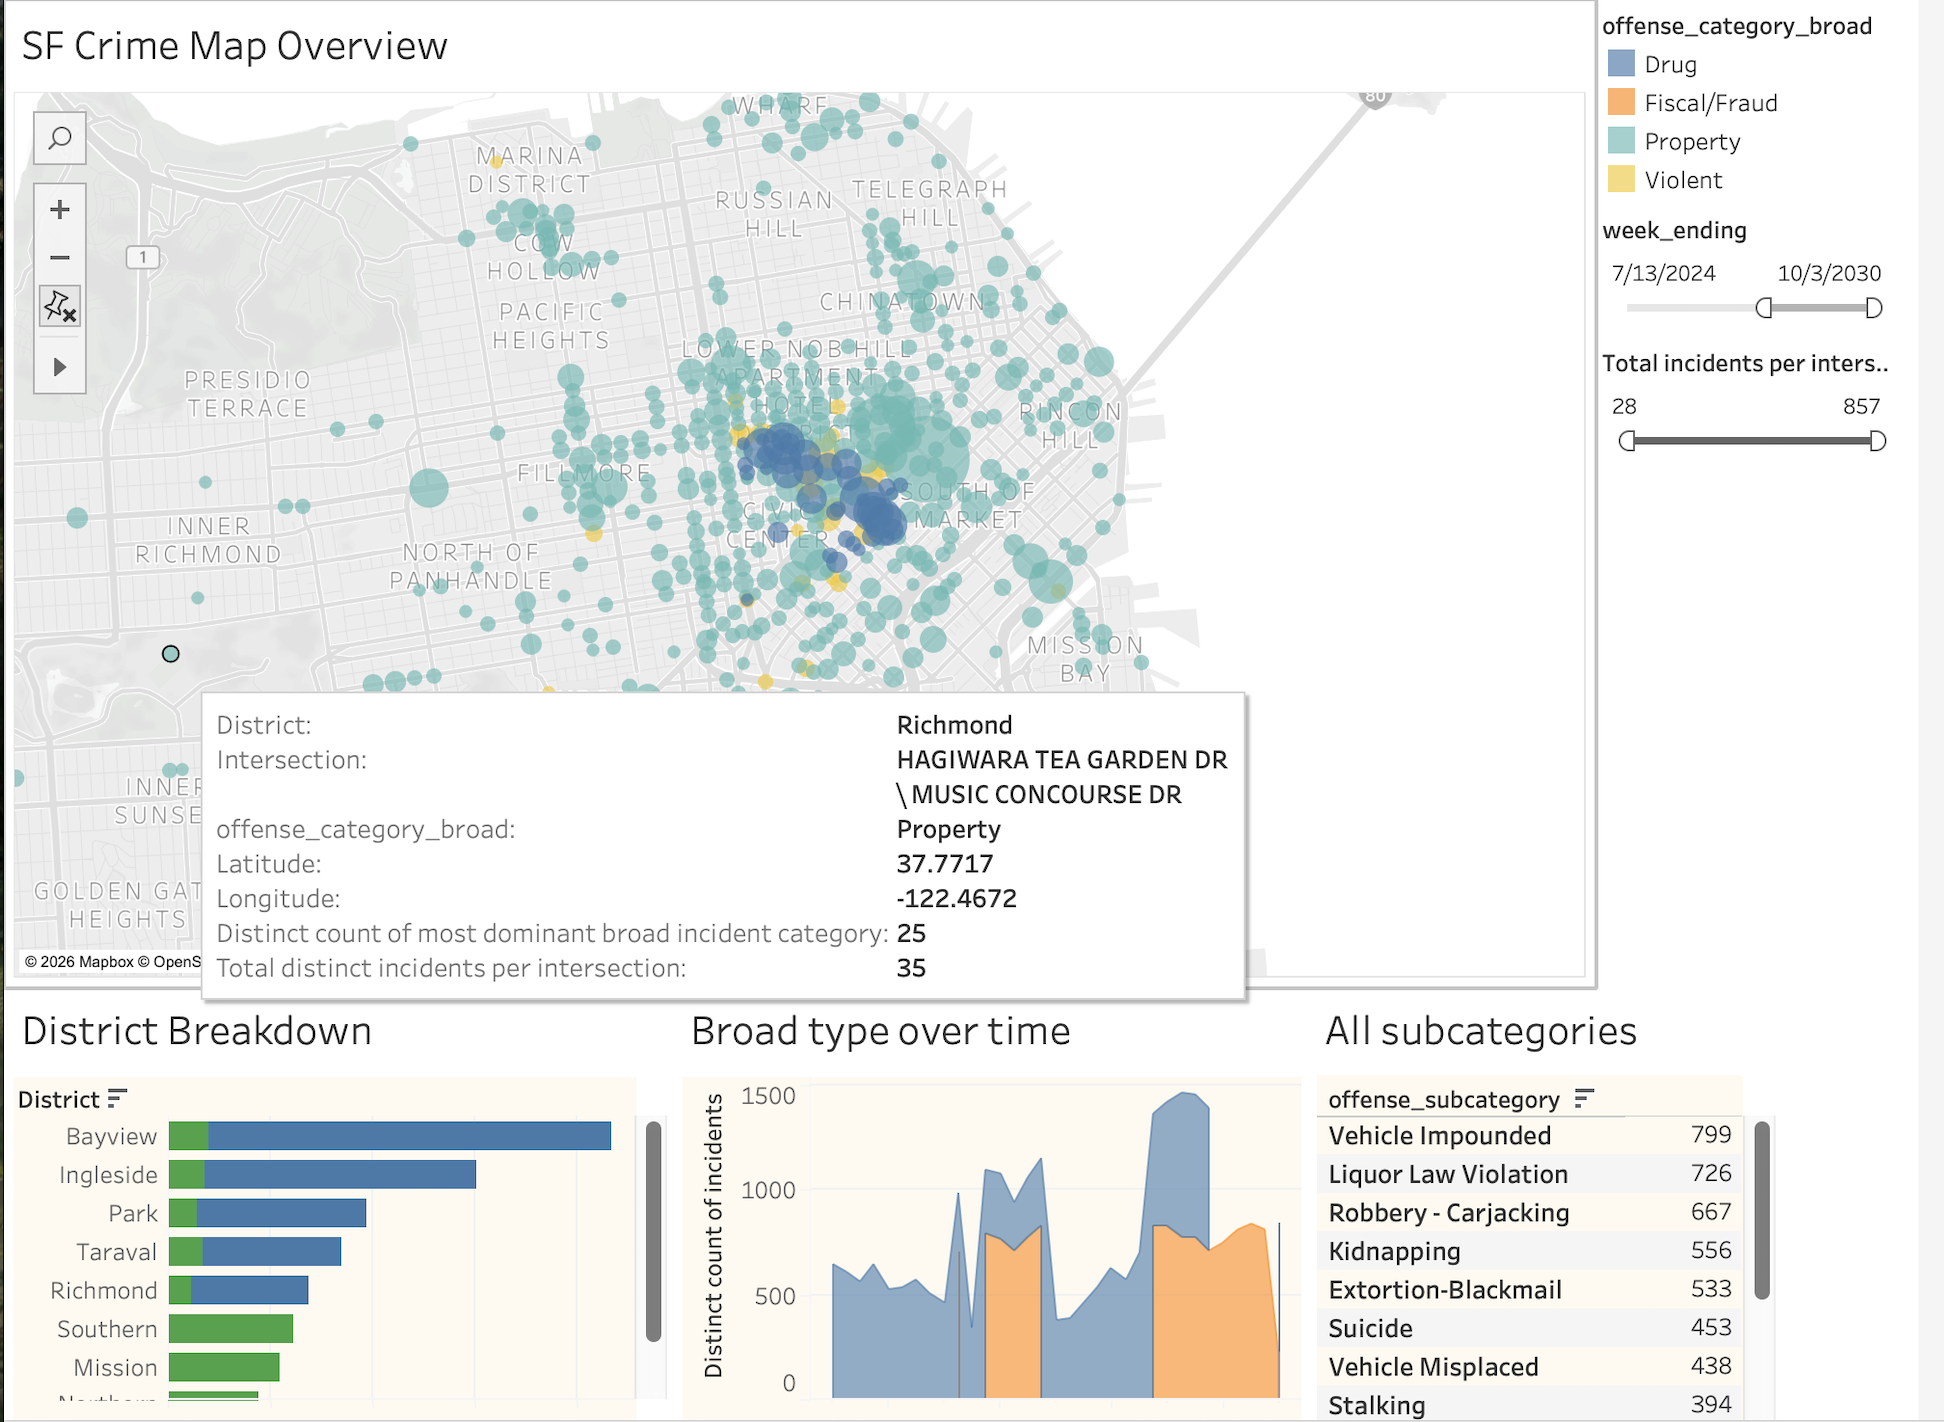 SF Crime Map Overview
offense_category_broad
Drug
Fiscal/Fraud
Property
Violent
week_ending
7/13/2024
10/3/2030
Total incidents per inters..
28
857
80
1
WHARF
MARINA
DISTRICT
RUSSIAN
HILL
TELEGRAPH
HILL
COW
HOLLOW
PACIFIC
HEIGHTS
CHINATOWN
LOWER NOB HILL
APARTMENT
HOTEL
PRESIDIO
TERRACE
RINCON
HILL
FILLMORE
SOUTH OF
MARKET
CIVIC
CENTER
INNER
RICHMOND
NORTH OF
PANHANDLE
MISSION
BAY
INNER
SUNSE
GOLDEN GAT
HEIGHTS
© 2026 Mapbox © OpenS
District: Richmond
Intersection: HAGIWARA TEA GARDEN DR
\ MUSIC CONCOURSE DR
offense_category_broad: Property
Latitude: 37.7717
Longitude: -122.4672
Distinct count of most dominant broad incident category: 25
Total distinct incidents per intersection: 35
District Breakdown
District
Bayview
Ingleside
Park
Taraval
Richmond
Southern
Mission
Northern
Broad type over time
Distinct count of incidents
1500
1000
500
0
All subcategories
offense_subcategory
Vehicle Impounded 799
Liquor Law Violation 726
Robbery - Carjacking 667
Kidnapping 556
Extortion-Blackmail 533
Suicide 453
Vehicle Misplaced 438
Stalking 394